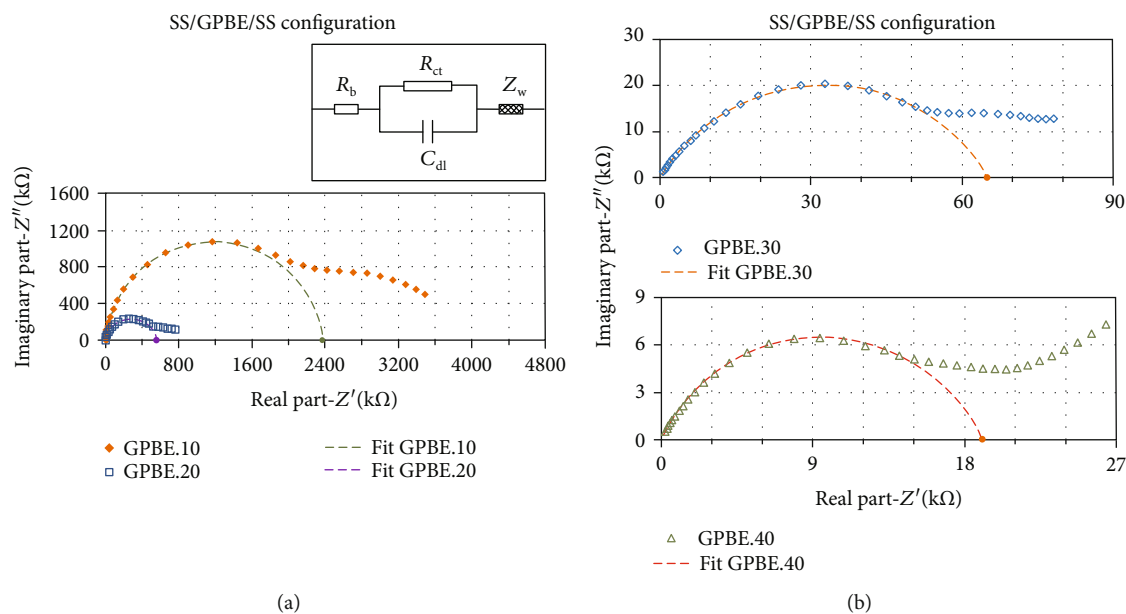 SS/GPBE/SS configuration
R_b
R_ct
Z_w
C_dl
Imaginary part-Z″(kΩ)
1600
1200
800
400
0
0 800 1600 2400 3200 4000 4800
Real part-Z′(kΩ)
GPBE.10
Fit GPBE.10
GPBE.20
Fit GPBE.20
(a)
SS/GPBE/SS configuration
Imaginary part-Z″(kΩ)
30
20
10
0
0 30 60 90
GPBE.30
Fit GPBE.30
9
6
3
0
0 9 18 27
Real part-Z′(kΩ)
GPBE.40
Fit GPBE.40
(b)